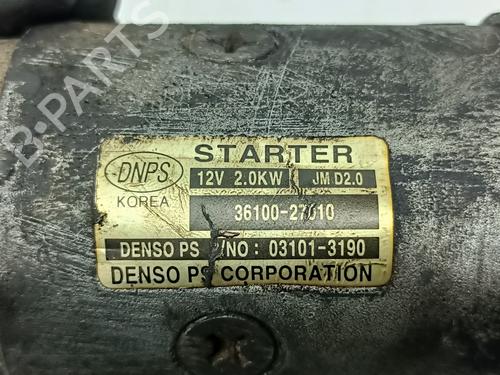 B-PARTS
DNPS
KOREA
STARTER
12V 2.0KW
JM D2.0
36100-27010
DENSO PS P/NO : 03101-3190
DENSO PS CORPORATION